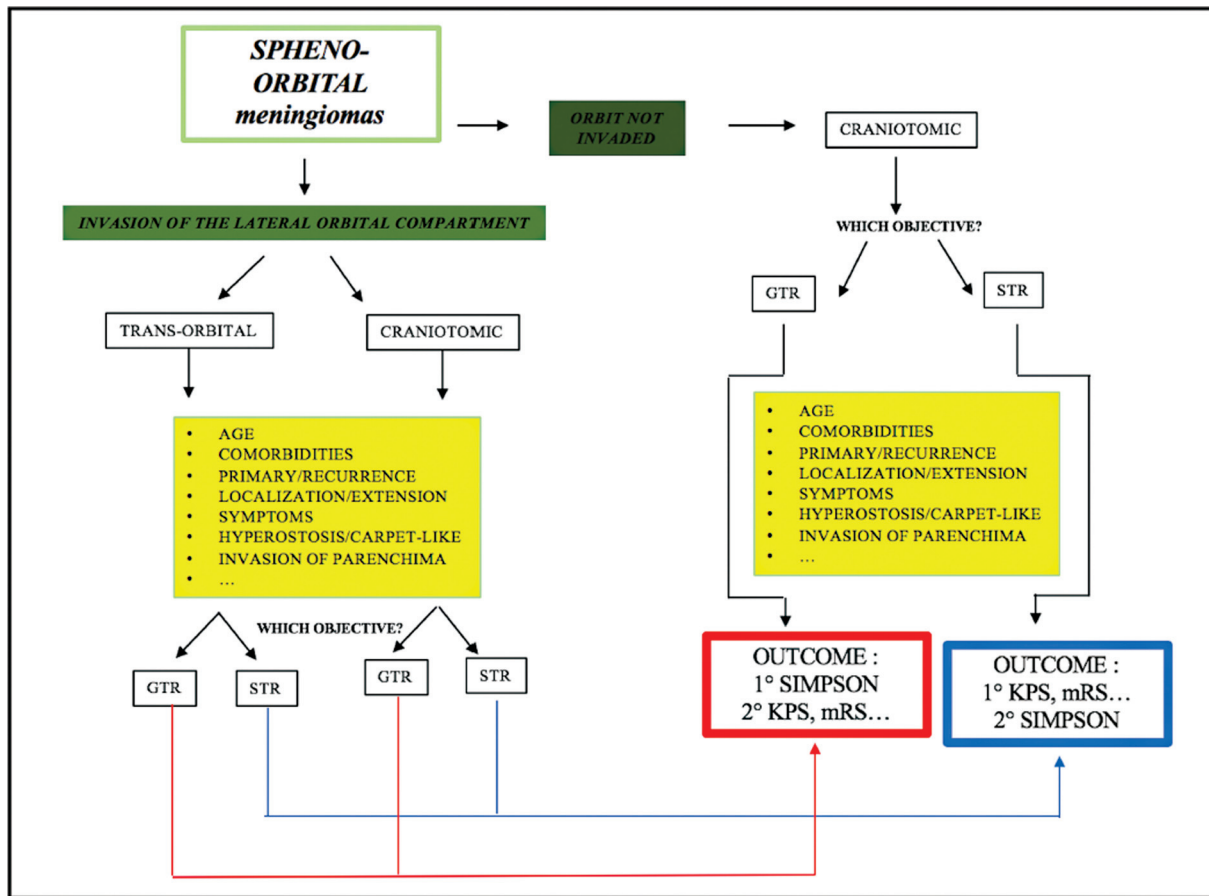 SPHENO-
ORBITAL
meningiomas
ORBIT NOT
INVADED
CRANIOTOMIC
INVASION OF THE LATERAL ORBITAL COMPARTMENT
WHICH OBJECTIVE?
GTR
STR
TRANS-ORBITAL
CRANIOTOMIC
• AGE
• COMORBIDITIES
• PRIMARY/RECURRENCE
• LOCALIZATION/EXTENSION
• SYMPTOMS
• HYPEROSTOSIS/CARPET-LIKE
• INVASION OF PARENCHIMA
• ...
• AGE
• COMORBIDITIES
• PRIMARY/RECURRENCE
• LOCALIZATION/EXTENSION
• SYMPTOMS
• HYPEROSTOSIS/CARPET-LIKE
• INVASION OF PARENCHIMA
• ...
WHICH OBJECTIVE?
GTR
STR
GTR
STR
OUTCOME :
1° SIMPSON
2° KPS, mRS...
OUTCOME :
1° KPS, mRS...
2° SIMPSON